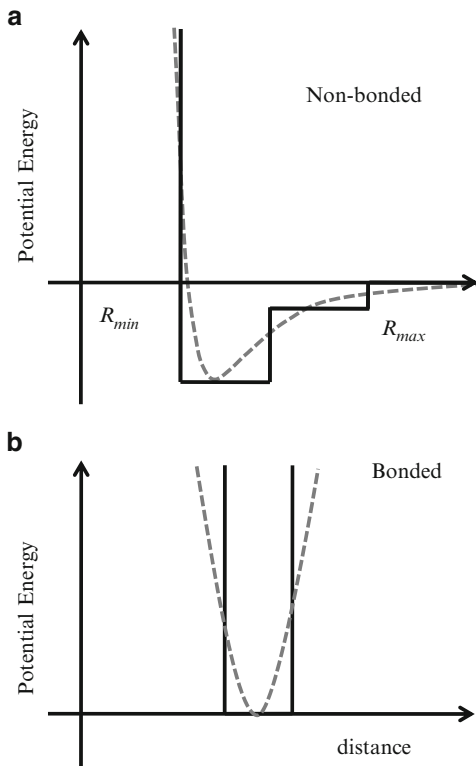 a
Non-bonded
Potential Energy
R_min
R_max
b
Bonded
Potential Energy
distance